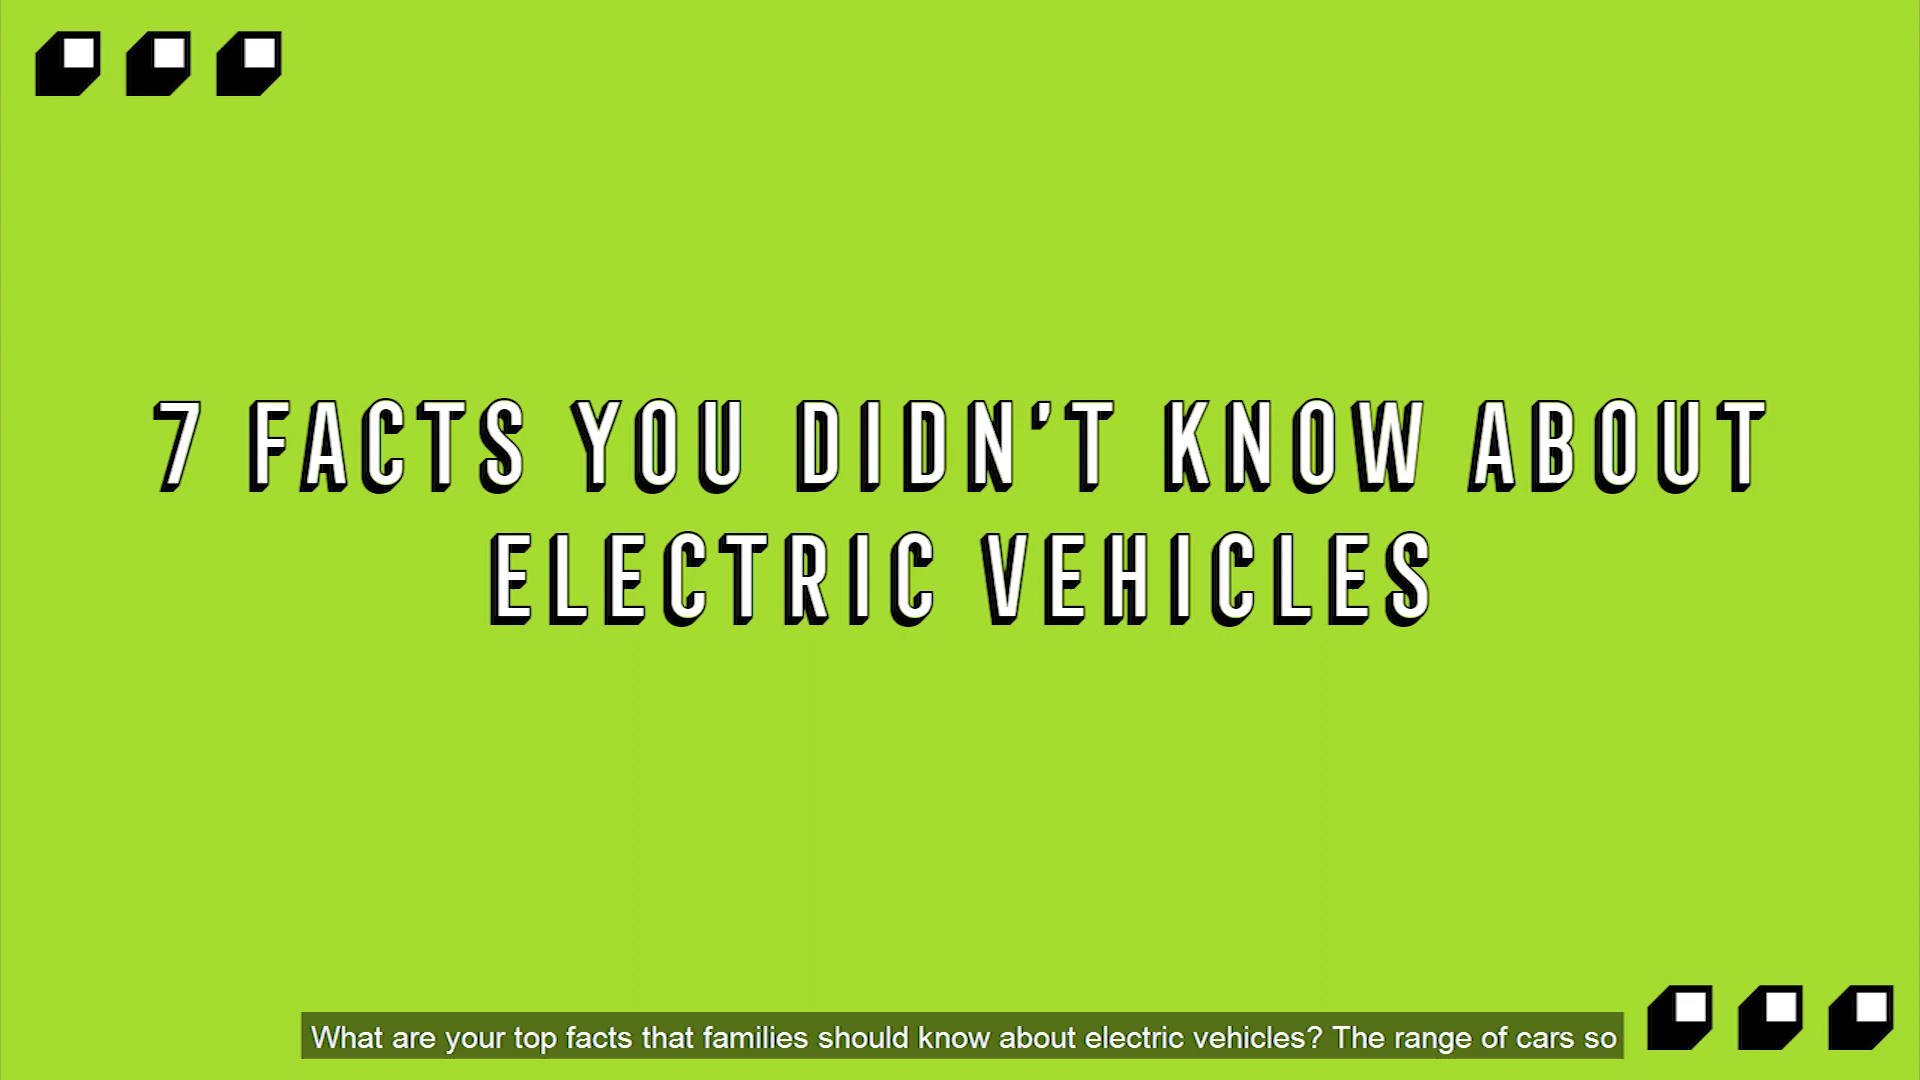 7 FACTS YOU DIDN'T KNOW ABOUT
ELECTRIC VEHICLES
What are your top facts that families should know about electric vehicles? The range of cars so